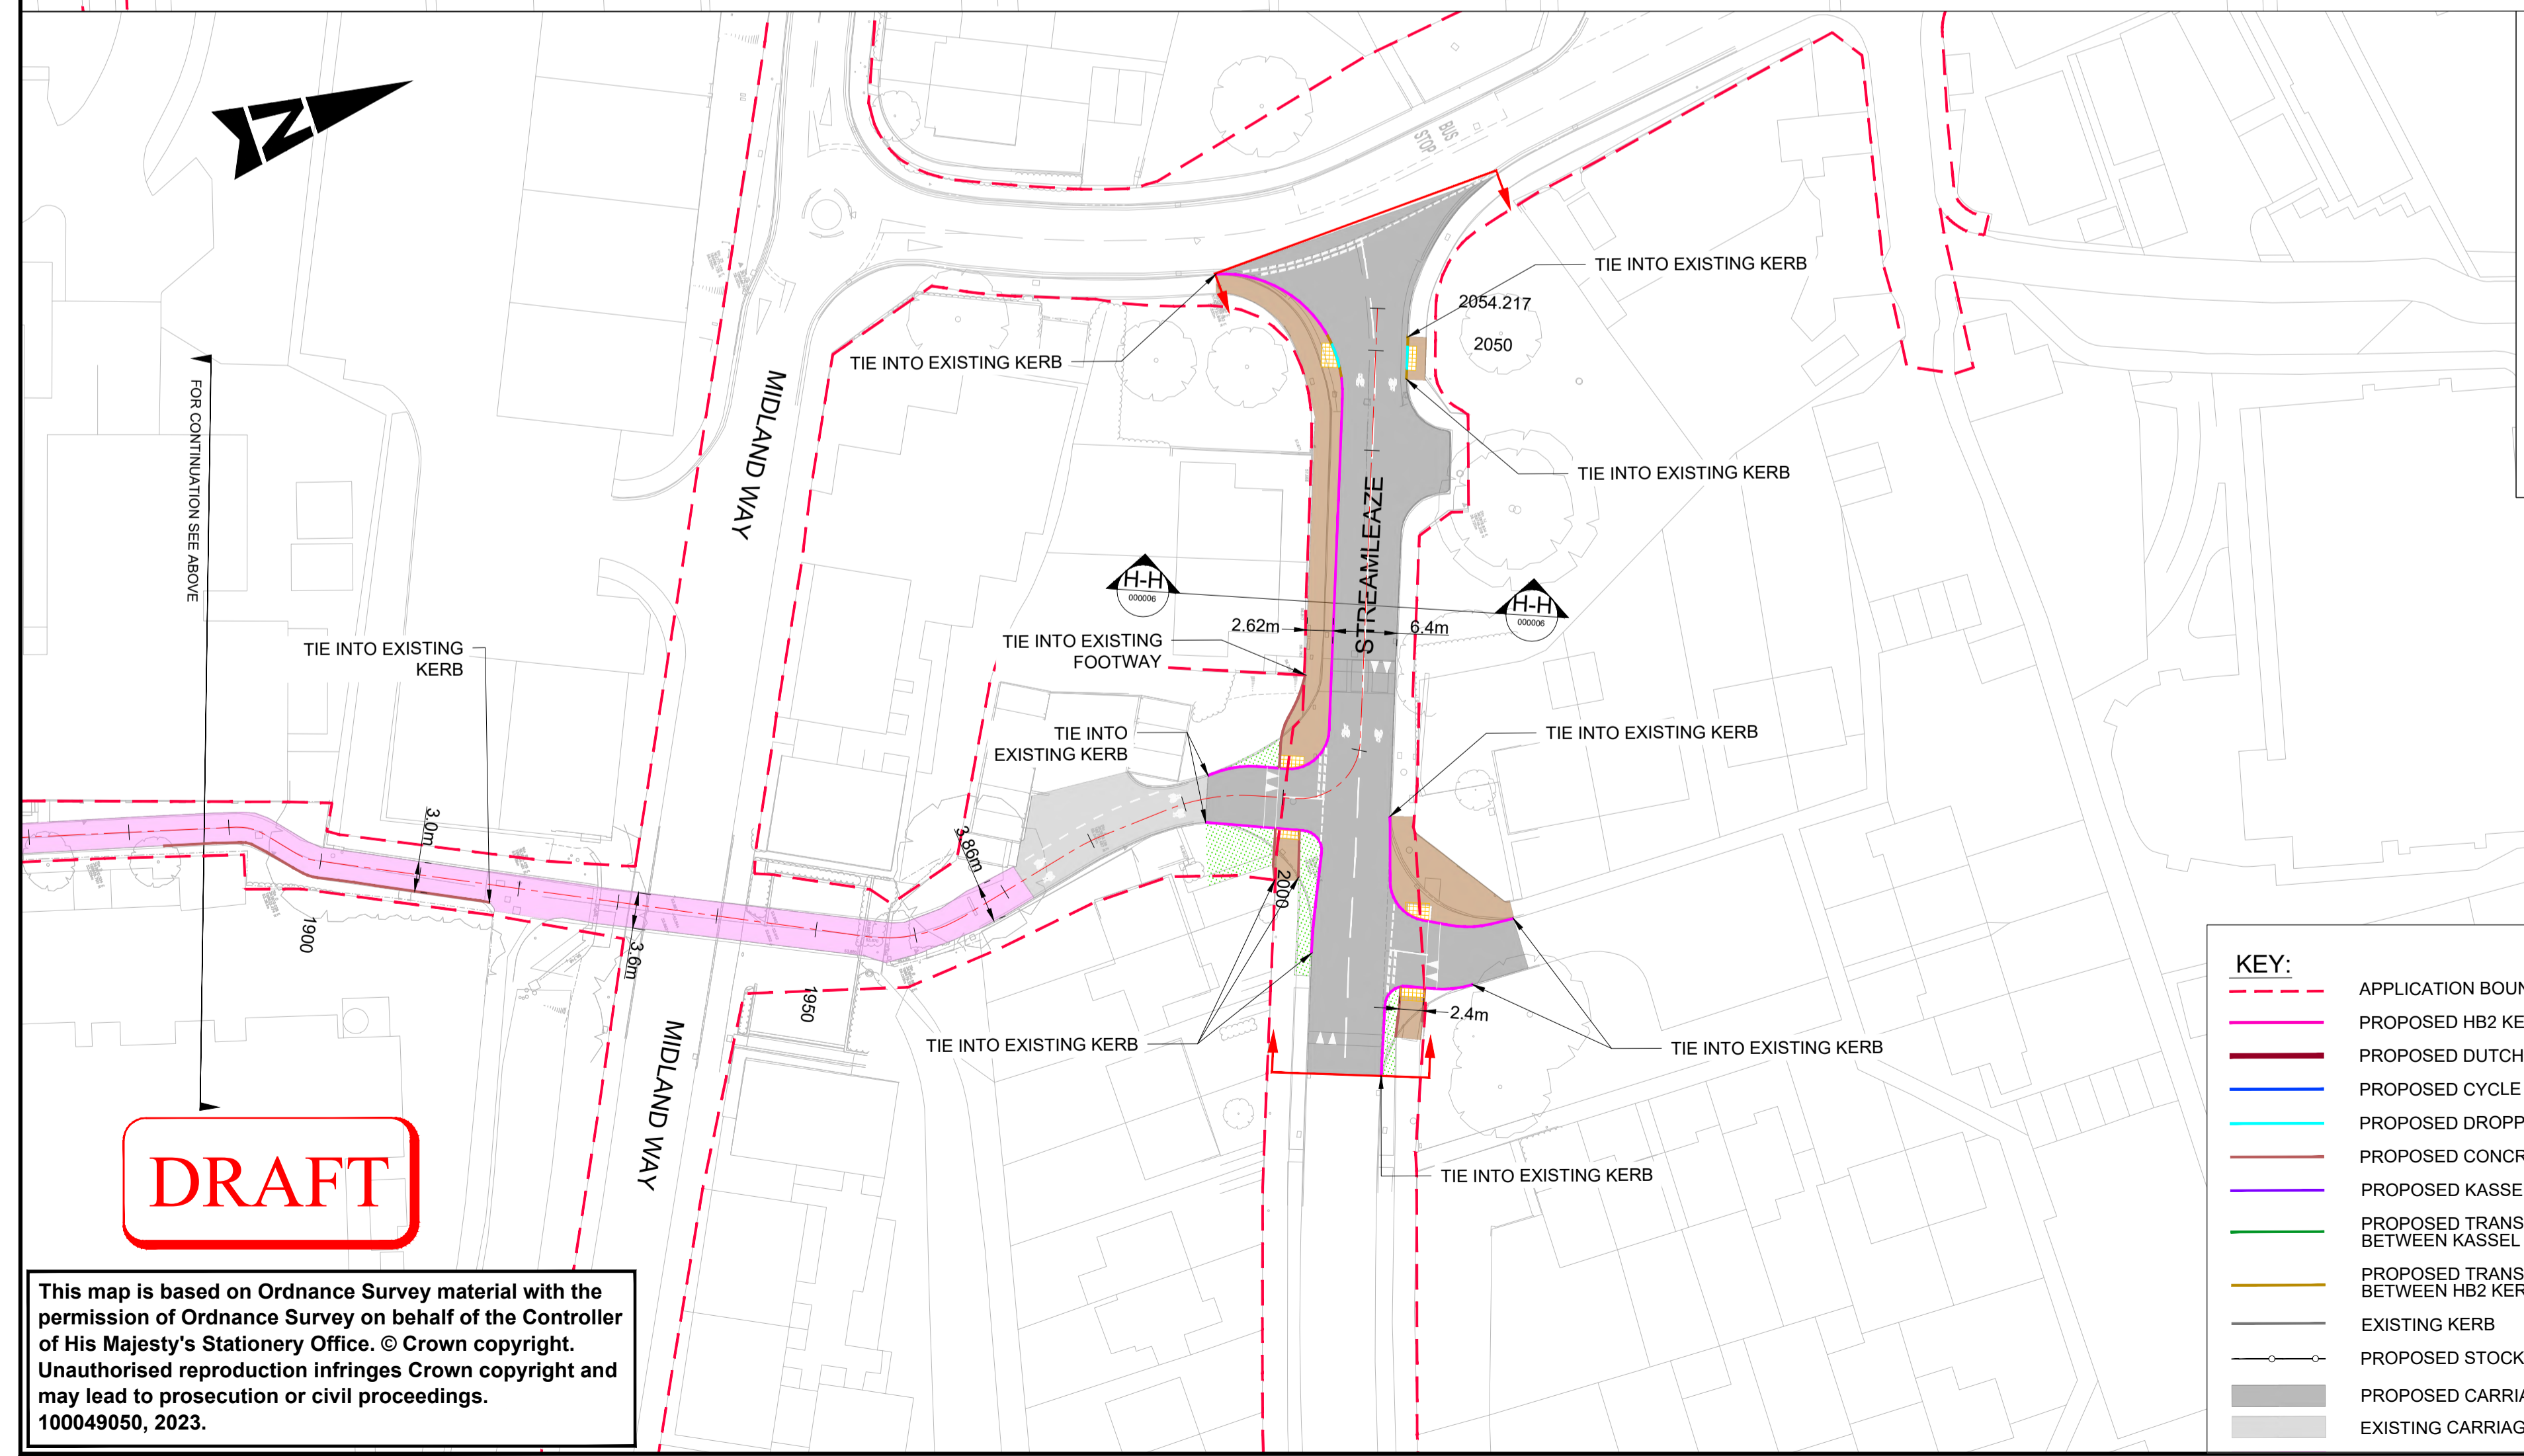 N
BUS
STOP
TIE INTO EXISTING KERB
2054.217
2050
TIE INTO EXISTING KERB
MIDLAND WAY
FOR CONTINUATION SEE ABOVE
TIE INTO EXISTING KERB
STREAMLEAZE
H-H
000006
H-H
000006
2.62m
6.4m
TIE INTO EXISTING
FOOTWAY
TIE INTO EXISTING
KERB
TIE INTO
EXISTING KERB
TIE INTO EXISTING KERB
3.0m
3.86m
2000
1900
3.6m
1950
2.4m
TIE INTO EXISTING KERB
TIE INTO EXISTING KERB
MIDLAND WAY
TIE INTO EXISTING KERB
DRAFT
This map is based on Ordnance Survey material with the
permission of Ordnance Survey on behalf of the Controller
of His Majesty's Stationery Office. © Crown copyright.
Unauthorised reproduction infringes Crown copyright and
may lead to prosecution or civil proceedings.
100049050, 2023.
KEY:
APPLICATION BOUN
PROPOSED HB2 KE
PROPOSED DUTCH
PROPOSED CYCLE
PROPOSED DROPP
PROPOSED CONCR
PROPOSED KASSE
PROPOSED TRANS
BETWEEN KASSEL
PROPOSED TRANS
BETWEEN HB2 KER
EXISTING KERB
PROPOSED STOCK
PROPOSED CARRIA
EXISTING CARRIAG